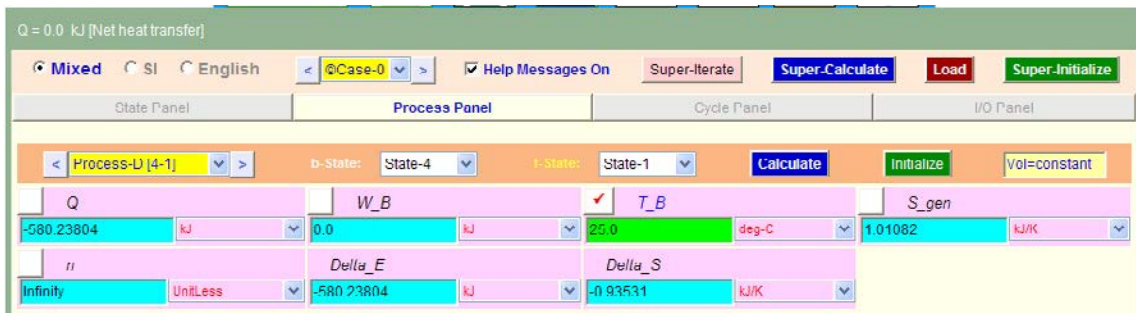 Q = 0.0 kJ [Net heat transfer]
Mixed SI English < ©Case-0 > Help Messages On Super-Iterate Super-Calculate Load Super-Initialize
State Panel Process Panel Cycle Panel I/O Panel
< Process-D [4-1] > b-State: State-4 f-State: State-1 Calculate Initialize Vol=constant
Q W_B T_B S_gen
-580.23804 kJ 0.0 kJ 25.0 deg-C 1.01082 kJ/K
n Delta_E Delta_S
Infinity UnitLess -580.23804 kJ -0.93531 kJ/K